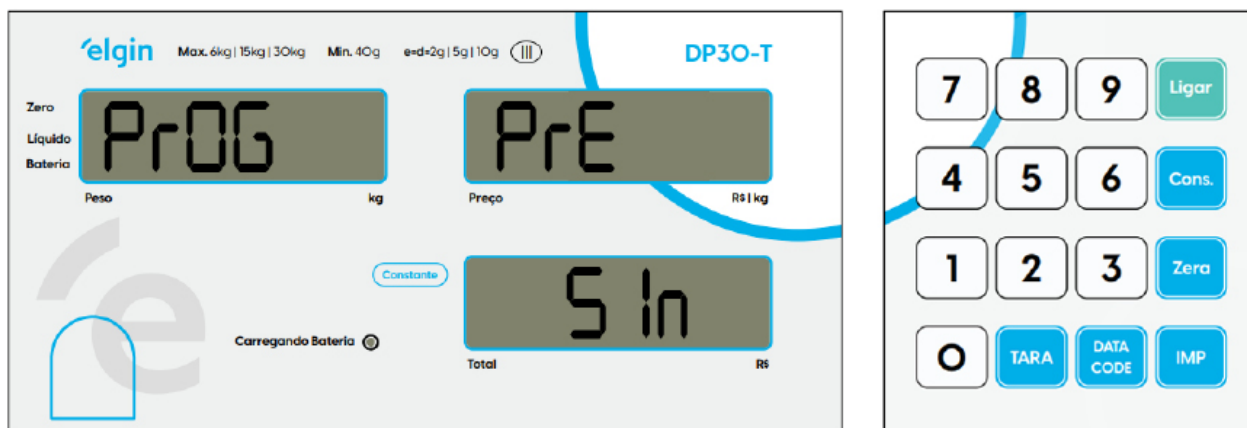 elgin Max. 6kg | 15kg | 30kg Min. 40g e=d=2g | 5g | 10g III DP30-T
Zero
Líquido
Bateria
PrOG
PrE
Peso kg
Preço R$ | kg
Constante
S In
Carregando Bateria
Total R$
7 8 9 Ligar
4 5 6 Cons.
1 2 3 Zera
0 TARA DATA CODE IMP